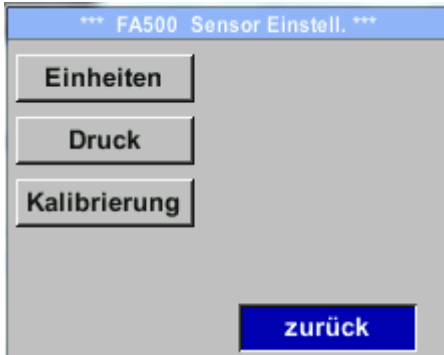 *** FA500 Sensor Einstell. ***
Einheiten
Druck
Kalibrierung
zurück